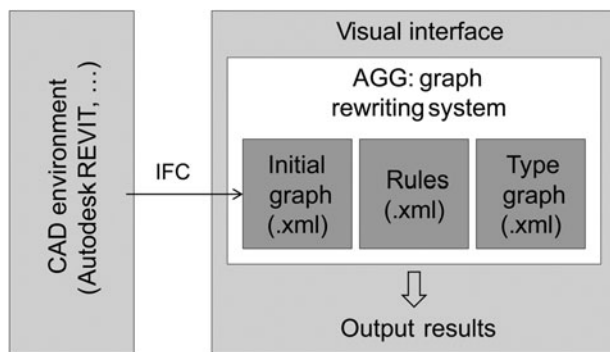 CAD environment
(Autodesk REVIT, ...)
IFC
Visual interface
AGG: graph
rewriting system
Initial
graph
(.xml)
Rules
(.xml)
Type
graph
(.xml)
Output results